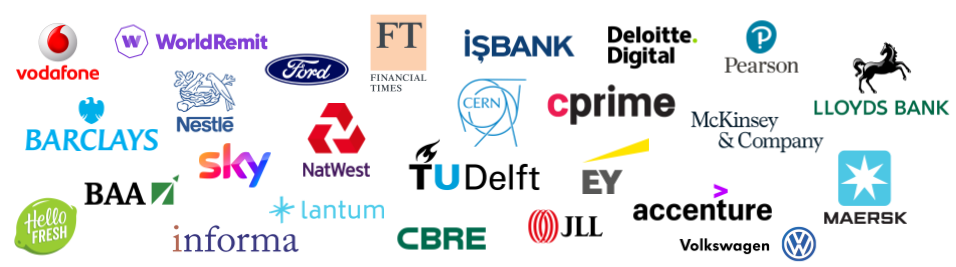 vodafone
W WorldRemit
Ford
FT
FINANCIAL
TIMES
İŞBANK
Deloitte.
Digital
P
Pearson
LLOYDS BANK
BARCLAYS
Nestlé
NatWest
CERN
cprime
McKinsey
& Company
sky
TU Delft
EY
accenture
MAERSK
BAA
Hello
FRESH
lantum
informa
CBRE
JLL
Volkswagen